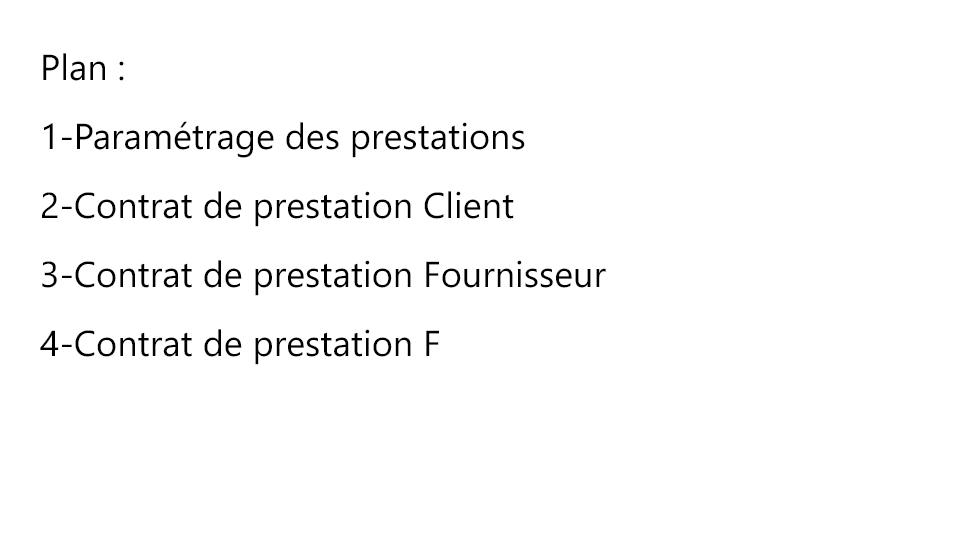 Plan :
1-Paramétrage des prestations
2-Contrat de prestation Client
3-Contrat de prestation Fournisseur
4-Contrat de prestation F